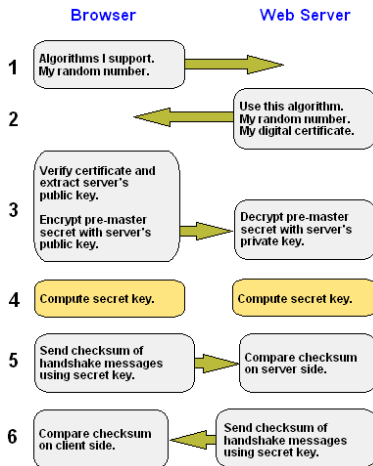 Browser
Web Server
1
Algorithms I support.
My random number.
2
Use this algorithm.
My random number.
My digital certificate.
3
Verify certificate and
extract server's
public key.
Encrypt pre-master
secret with server's
public key.
Decrypt pre-master
secret with server's
private key.
4
Compute secret key.
Compute secret key.
5
Send checksum of
handshake messages
using secret key.
Compare checksum
on server side.
6
Compare checksum
on client side.
Send checksum of
handshake messages
using secret key.